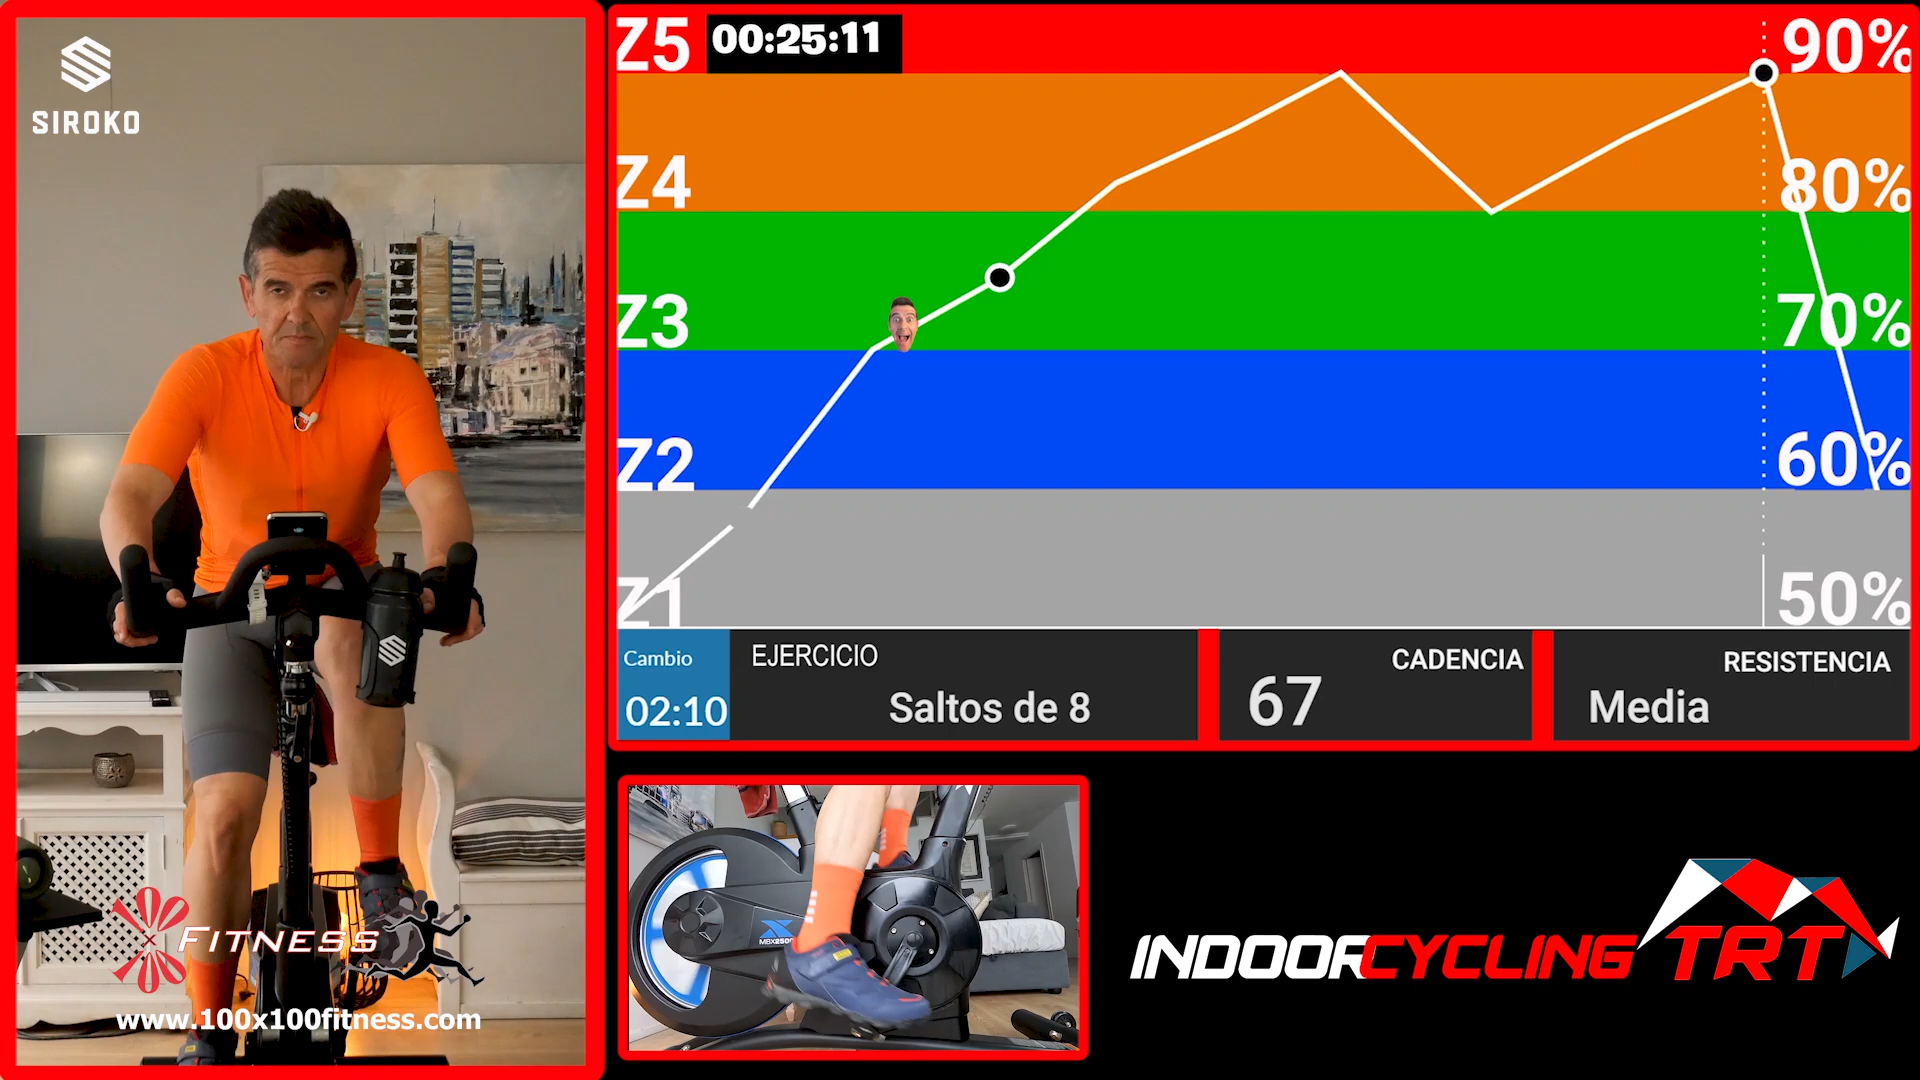 SIROKO
FITNESS
www.100x100fitness.com
Z5
00:25:11
90%
Z4
80%
Z3
70%
Z2
60%
Z1
50%
Cambio
02:10
EJERCICIO
Saltos de 8
CADENCIA
67
RESISTENCIA
Media
INDOORCYCLING TRT